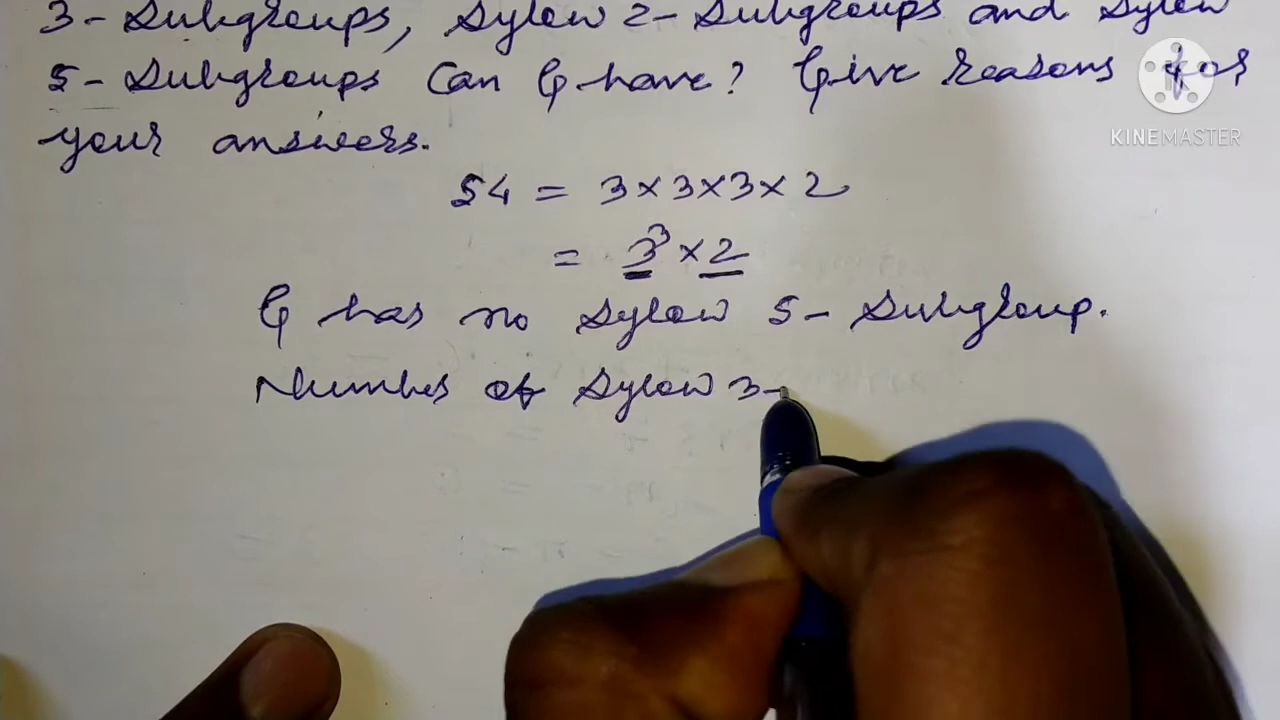 3- Subgroups, Sylow 2- Subgroups and Sylow
5- Subgroups Can G have? Give reasons for
your answers.
KINEMASTER
54 = 3×3×3×2
= 3³×2
G has no Sylow 5- Subgroup.
Number of Sylow 3-